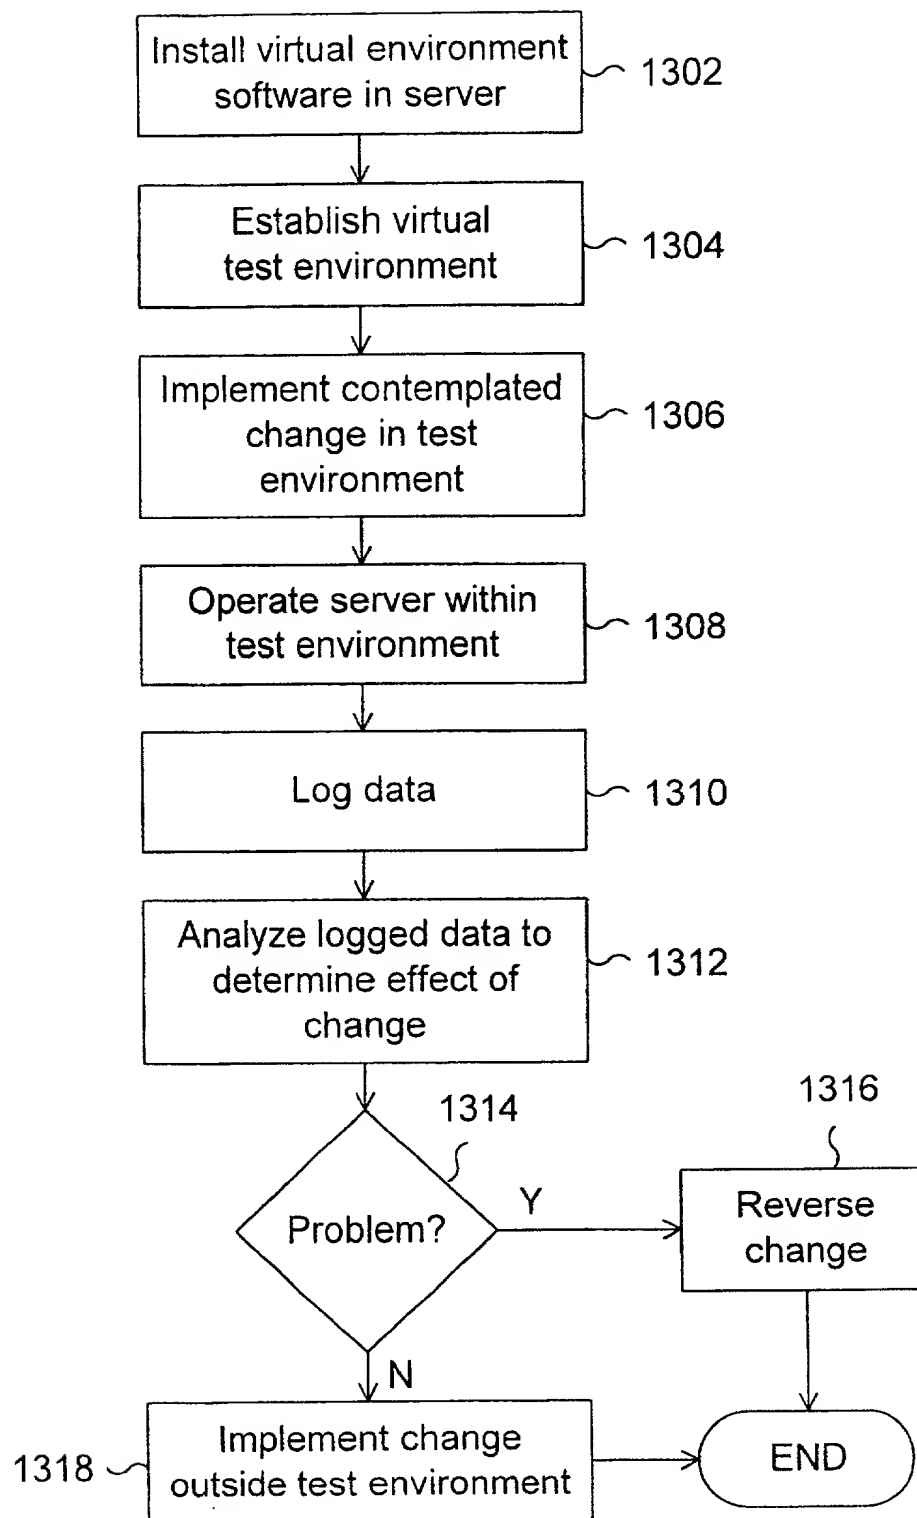 Install virtual environment
software in server
1302
Establish virtual
test environment
1304
Implement contemplated
change in test
environment
1306
Operate server within
test environment
1308
Log data
1310
Analyze logged data to
determine effect of
change
1312
1314
Problem?
Y
N
1316
Reverse
change
1318
Implement change
outside test environment
END